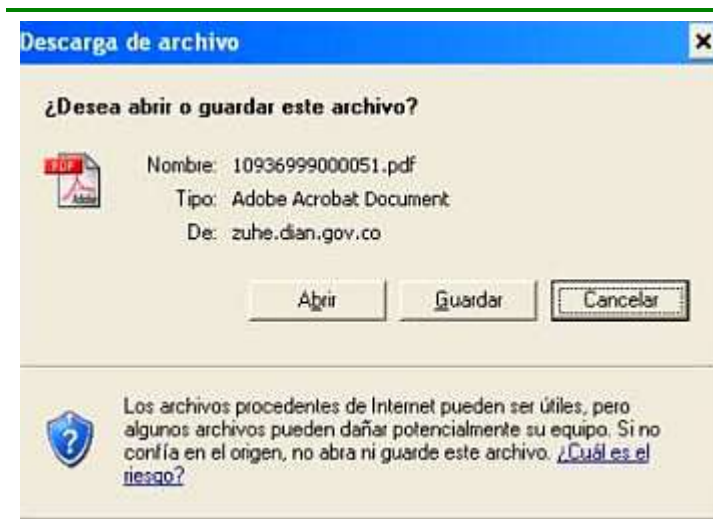 Descarga de archivo
¿Desea abrir o guardar este archivo?
PDF
Adobe
Nombre: 10936999000051.pdf
Tipo: Adobe Acrobat Document
De: zuhe.dian.gov.co
Abrir Guardar Cancelar
Los archivos procedentes de Internet pueden ser útiles, pero
algunos archivos pueden dañar potencialmente su equipo. Si no
confía en el origen, no abra ni guarde este archivo. ¿Cuál es el
riesgo?